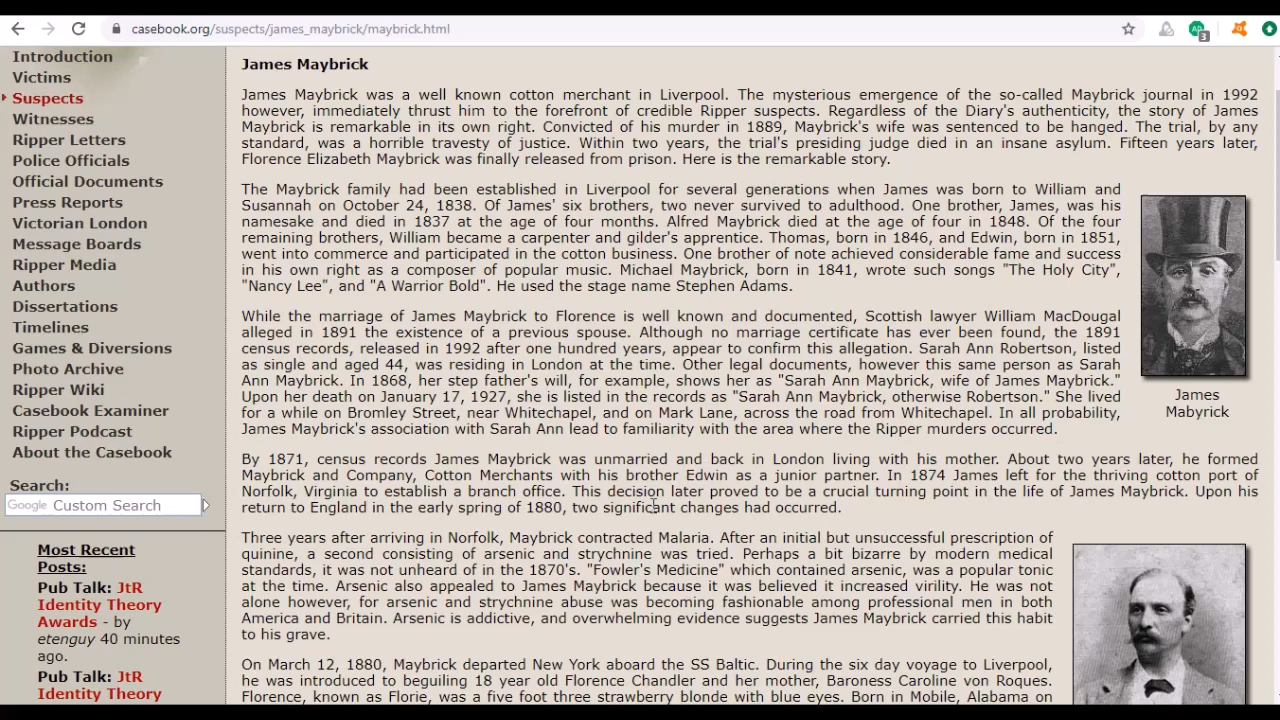 casebook.org/suspects/james_maybrick/maybrick.html
3
Introduction
Victims
Suspects
Witnesses
Ripper Letters
Police Officials
Official Documents
Press Reports
Victorian London
Message Boards
Ripper Media
Authors
Dissertations
Timelines
Games & Diversions
Photo Archive
Ripper Wiki
Casebook Examiner
Ripper Podcast
About the Casebook
Search:
Google Custom Search
Most Recent
Posts:
Pub Talk: JtR
Identity Theory
Awards - by
etenguy 40 minutes
ago.
Pub Talk: JtR
Identity Theory
James Maybrick
James Maybrick was a well known cotton merchant in Liverpool. The mysterious emergence of the so-called Maybrick journal in 1992
however, immediately thrust him to the forefront of credible Ripper suspects. Regardless of the Diary's authenticity, the story of James
Maybrick is remarkable in its own right. Convicted of his murder in 1889, Maybrick's wife was sentenced to be hanged. The trial, by any
standard, was a horrible travesty of justice. Within two years, the trial's presiding judge died in an insane asylum. Fifteen years later,
Florence Elizabeth Maybrick was finally released from prison. Here is the remarkable story.
The Maybrick family had been established in Liverpool for several generations when James was born to William and
Susannah on October 24, 1838. Of James' six brothers, two never survived to adulthood. One brother, James, was his
namesake and died in 1837 at the age of four months. Alfred Maybrick died at the age of four in 1848. Of the four
remaining brothers, William became a carpenter and gilder's apprentice. Thomas, born in 1846, and Edwin, born in 1851,
went into commerce and participated in the cotton business. One brother of note achieved considerable fame and success
in his own right as a composer of popular music. Michael Maybrick, born in 1841, wrote such songs "The Holy City",
"Nancy Lee", and "A Warrior Bold". He used the stage name Stephen Adams.
While the marriage of James Maybrick to Florence is well known and documented, Scottish lawyer William MacDougal
alleged in 1891 the existence of a previous spouse. Although no marriage certificate has ever been found, the 1891
census records, released in 1992 after one hundred years, appear to confirm this allegation. Sarah Ann Robertson, listed
as single and aged 44, was residing in London at the time. Other legal documents, however this same person as Sarah
Ann Maybrick. In 1868, her step father's will, for example, shows her as "Sarah Ann Maybrick, wife of James Maybrick."
Upon her death on January 17, 1927, she is listed in the records as "Sarah Ann Maybrick, otherwise Robertson." She lived
for a while on Bromley Street, near Whitechapel, and on Mark Lane, across the road from Whitechapel. In all probability,
James Maybrick's association with Sarah Ann lead to familiarity with the area where the Ripper murders occurred.
James
Mabyrick
By 1871, census records James Maybrick was unmarried and back in London living with his mother. About two years later, he formed
Maybrick and Company, Cotton Merchants with his brother Edwin as a junior partner. In 1874 James left for the thriving cotton port of
Norfolk, Virginia to establish a branch office. This decision later proved to be a crucial turning point in the life of James Maybrick. Upon his
return to England in the early spring of 1880, two significant changes had occurred.
Three years after arriving in Norfolk, Maybrick contracted Malaria. After an initial but unsuccessful prescription of
quinine, a second consisting of arsenic and strychnine was tried. Perhaps a bit bizarre by modern medical
standards, it was not unheard of in the 1870's. "Fowler's Medicine" which contained arsenic, was a popular tonic
at the time. Arsenic also appealed to James Maybrick because it was believed it increased virility. He was not
alone however, for arsenic and strychnine abuse was becoming fashionable among professional men in both
America and Britain. Arsenic is addictive, and overwhelming evidence suggests James Maybrick carried this habit
to his grave.
On March 12, 1880, Maybrick departed New York aboard the SS Baltic. During the six day voyage to Liverpool,
he was introduced to beguiling 18 year old Florence Chandler and her mother, Baroness Caroline von Roques.
Florence, known as Florie, was a five foot three strawberry blonde with blue eyes. Born in Mobile, Alabama on